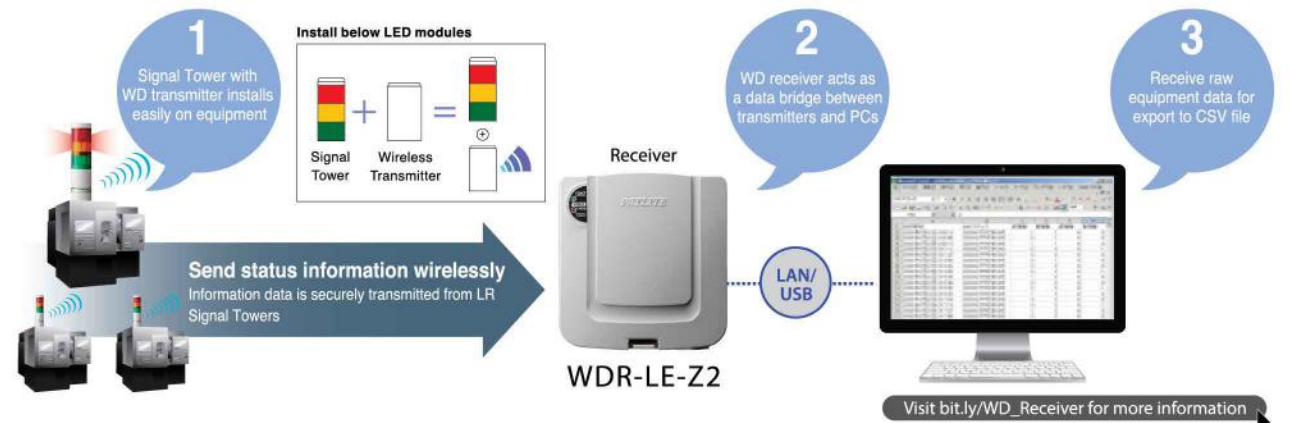 1
Signal Tower with
WD transmitter installs
easily on equipment
Install below LED modules
+
=
Signal
Tower
Wireless
Transmitter
2
WD receiver acts as
a data bridge between
transmitters and PCs
3
Receive raw
equipment data for
export to CSV file
Receiver
PATLITE
Send status information wirelessly
Information data is securely transmitted from LR
Signal Towers
LAN/
USB
WDR-LE-Z2
Visit bit.ly/WD_Receiver for more information